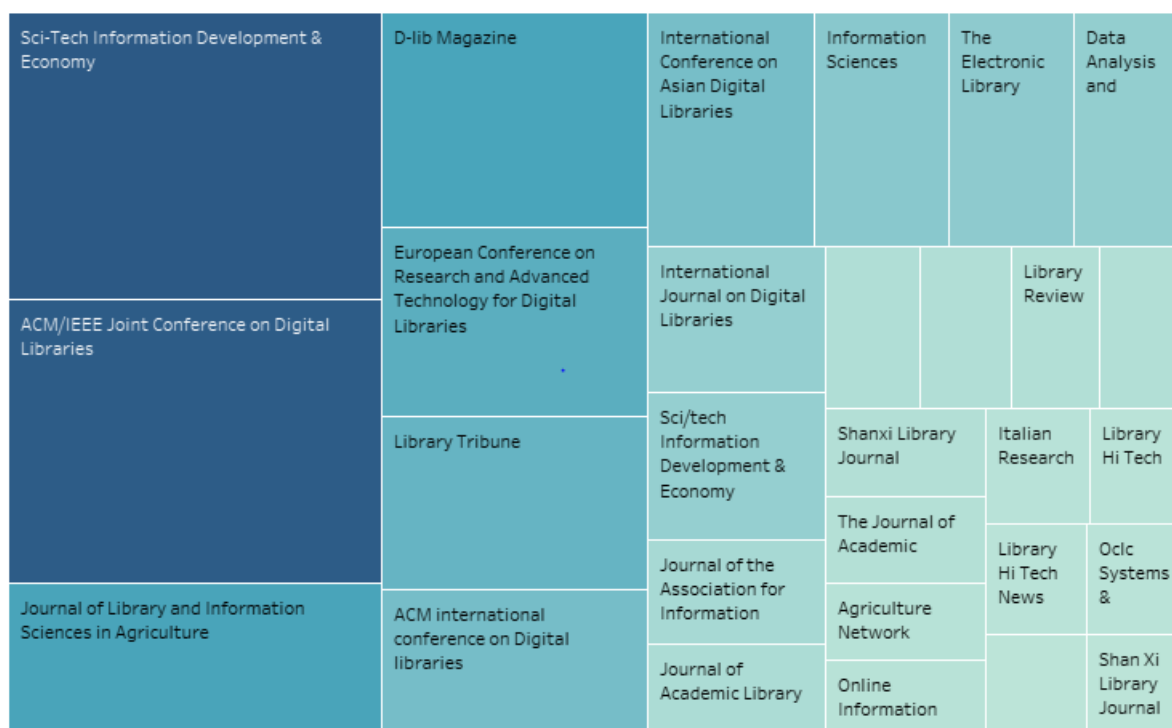 Sci-Tech Information Development &
Economy
ACM/IEEE Joint Conference on Digital
Libraries
Journal of Library and Information
Sciences in Agriculture
D-lib Magazine
European Conference on
Research and Advanced
Technology for Digital
Libraries
Library Tribune
ACM international
conference on Digital
libraries
International
Conference on
Asian Digital
Libraries
Information
Sciences
The
Electronic
Library
Data
Analysis
and
International
Journal on Digital
Libraries
Library
Review
Sci/tech
Information
Development &
Economy
Journal of the
Association for
Information
Journal of
Academic Library
Shanxi Library
Journal
The Journal of
Academic
Agriculture
Network
Online
Information
Italian
Research
Library
Hi Tech
Library
Hi Tech
News
Oclc
Systems
&
Shan Xi
Library
Journal